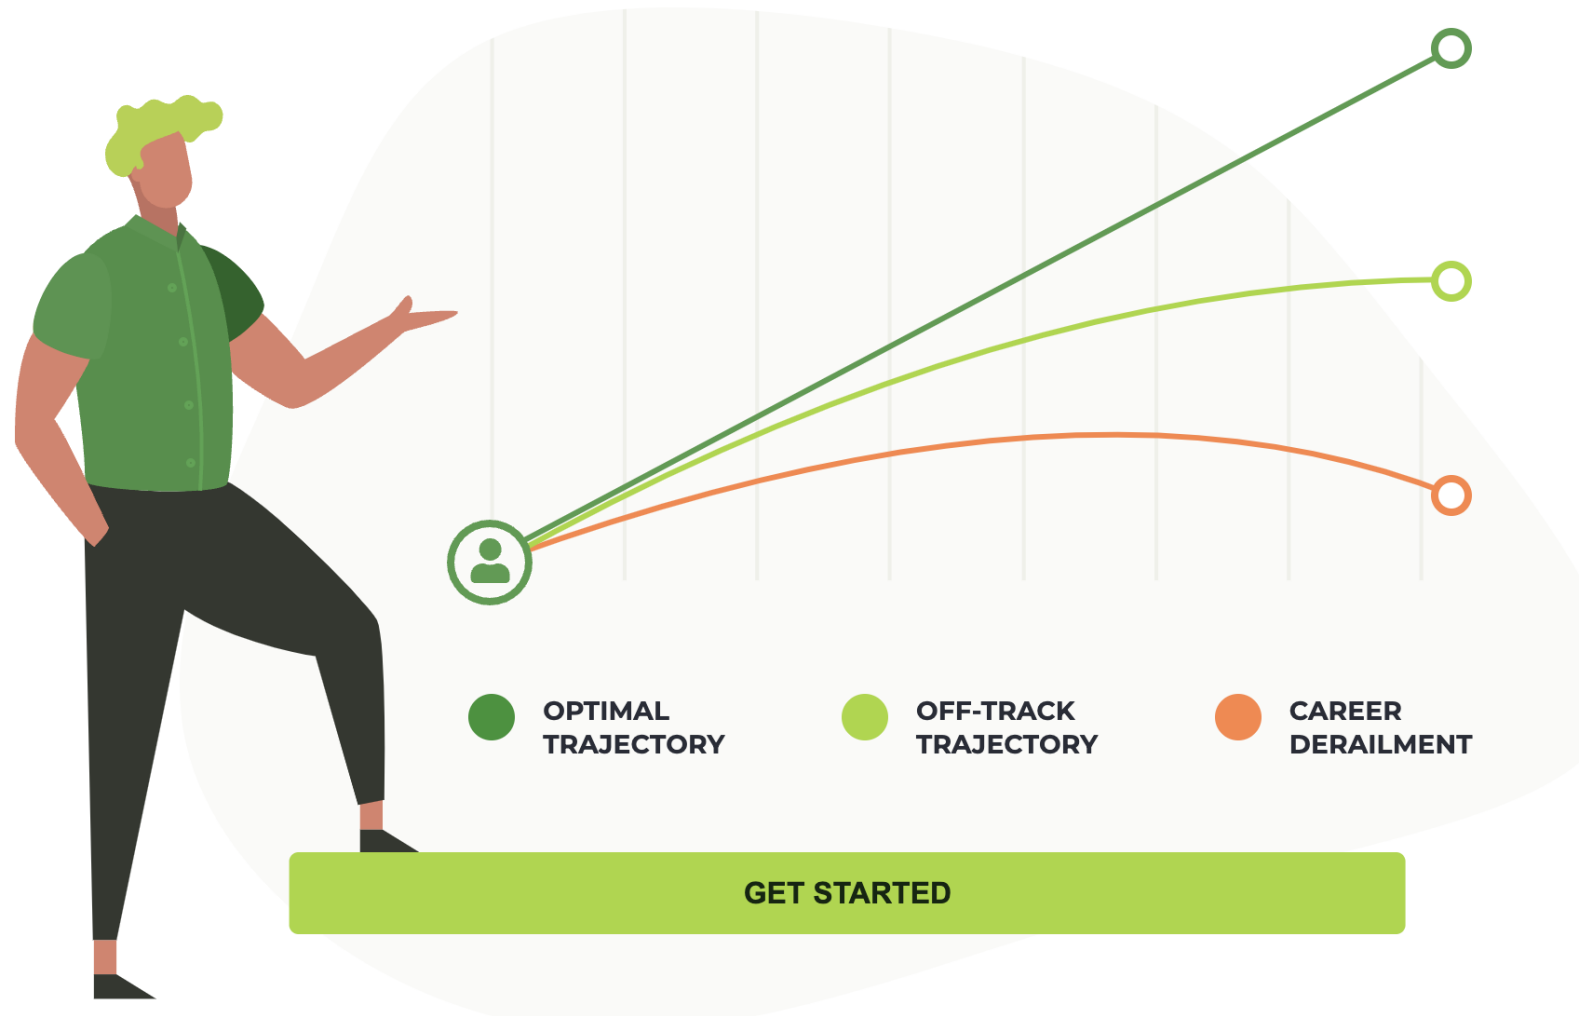 OPTIMAL
TRAJECTORY
OFF-TRACK
TRAJECTORY
CAREER
DERAILMENT
GET STARTED